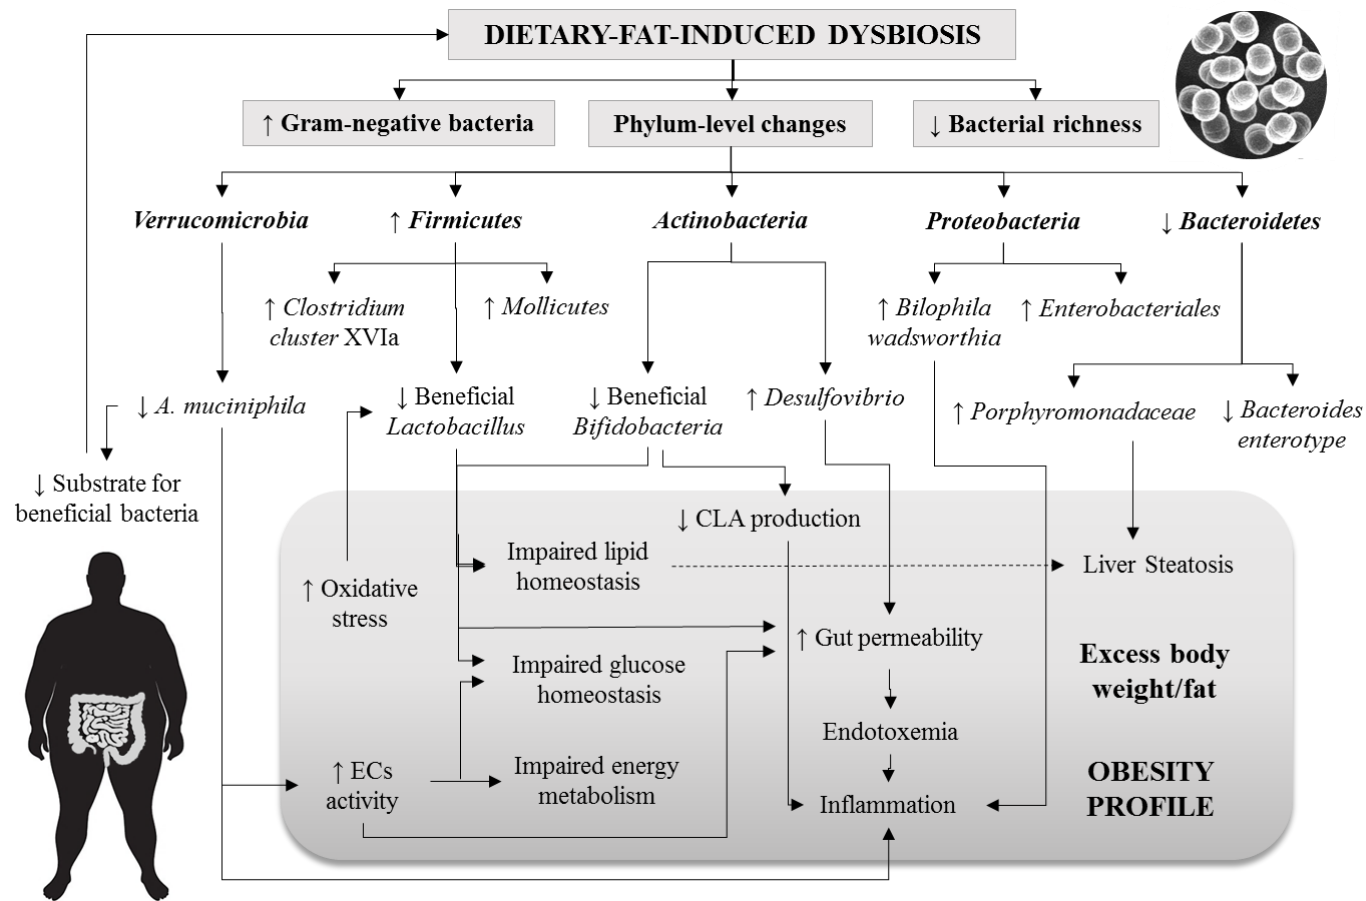 DIETARY-FAT-INDUCED DYSBIOSIS
↑ Gram-negative bacteria
Phylum-level changes
↓ Bacterial richness
Verrucomicrobia
↑ Firmicutes
Actinobacteria
Proteobacteria
↓ Bacteroidetes
↑ Clostridium
cluster XVIa
↑ Mollicutes
↑ Bilophila
wadsworthia
↑ Enterobacteriales
↓ A. muciniphila
↓ Beneficial
Lactobacillus
↓ Beneficial
Bifidobacteria
↑ Desulfovibrio
↑ Porphyromonadaceae
↓ Bacteroides
enterotype
↓ Substrate for
beneficial bacteria
↓ CLA production
Impaired lipid
homeostasis
Liver Steatosis
↑ Oxidative
stress
↑ Gut permeability
Impaired glucose
homeostasis
Excess body
weight/fat
Endotoxemia
↑ ECs
activity
Impaired energy
metabolism
Inflammation
OBESITY
PROFILE